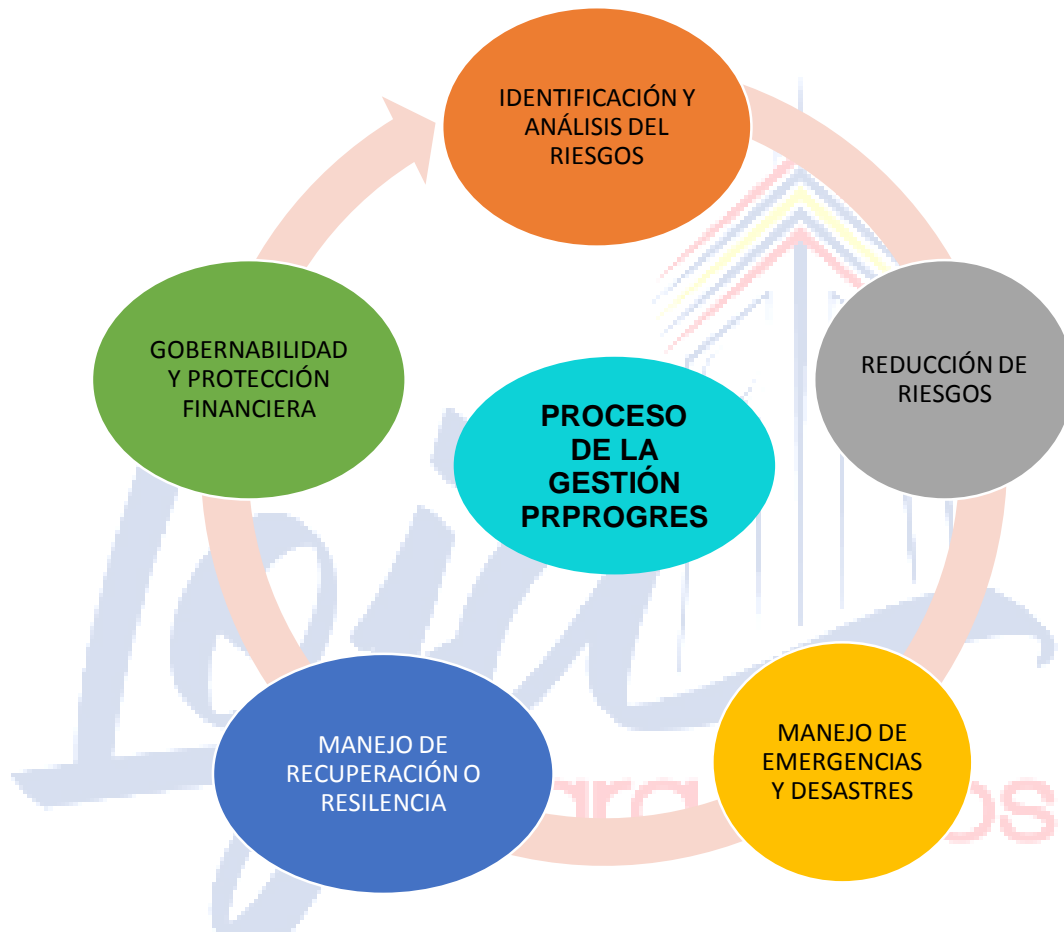 IDENTIFICACIÓN Y
ANÁLISIS DEL
RIESGOS
REDUCCIÓN DE
RIESGOS
MANEJO DE
EMERGENCIAS
Y DESASTRES
MANEJO DE
RECUPERACIÓN O
RESILENCIA
GOBERNABILIDAD
Y PROTECCIÓN
FINANCIERA
PROCESO
DE LA
GESTIÓN
PRPROGRES
Loja